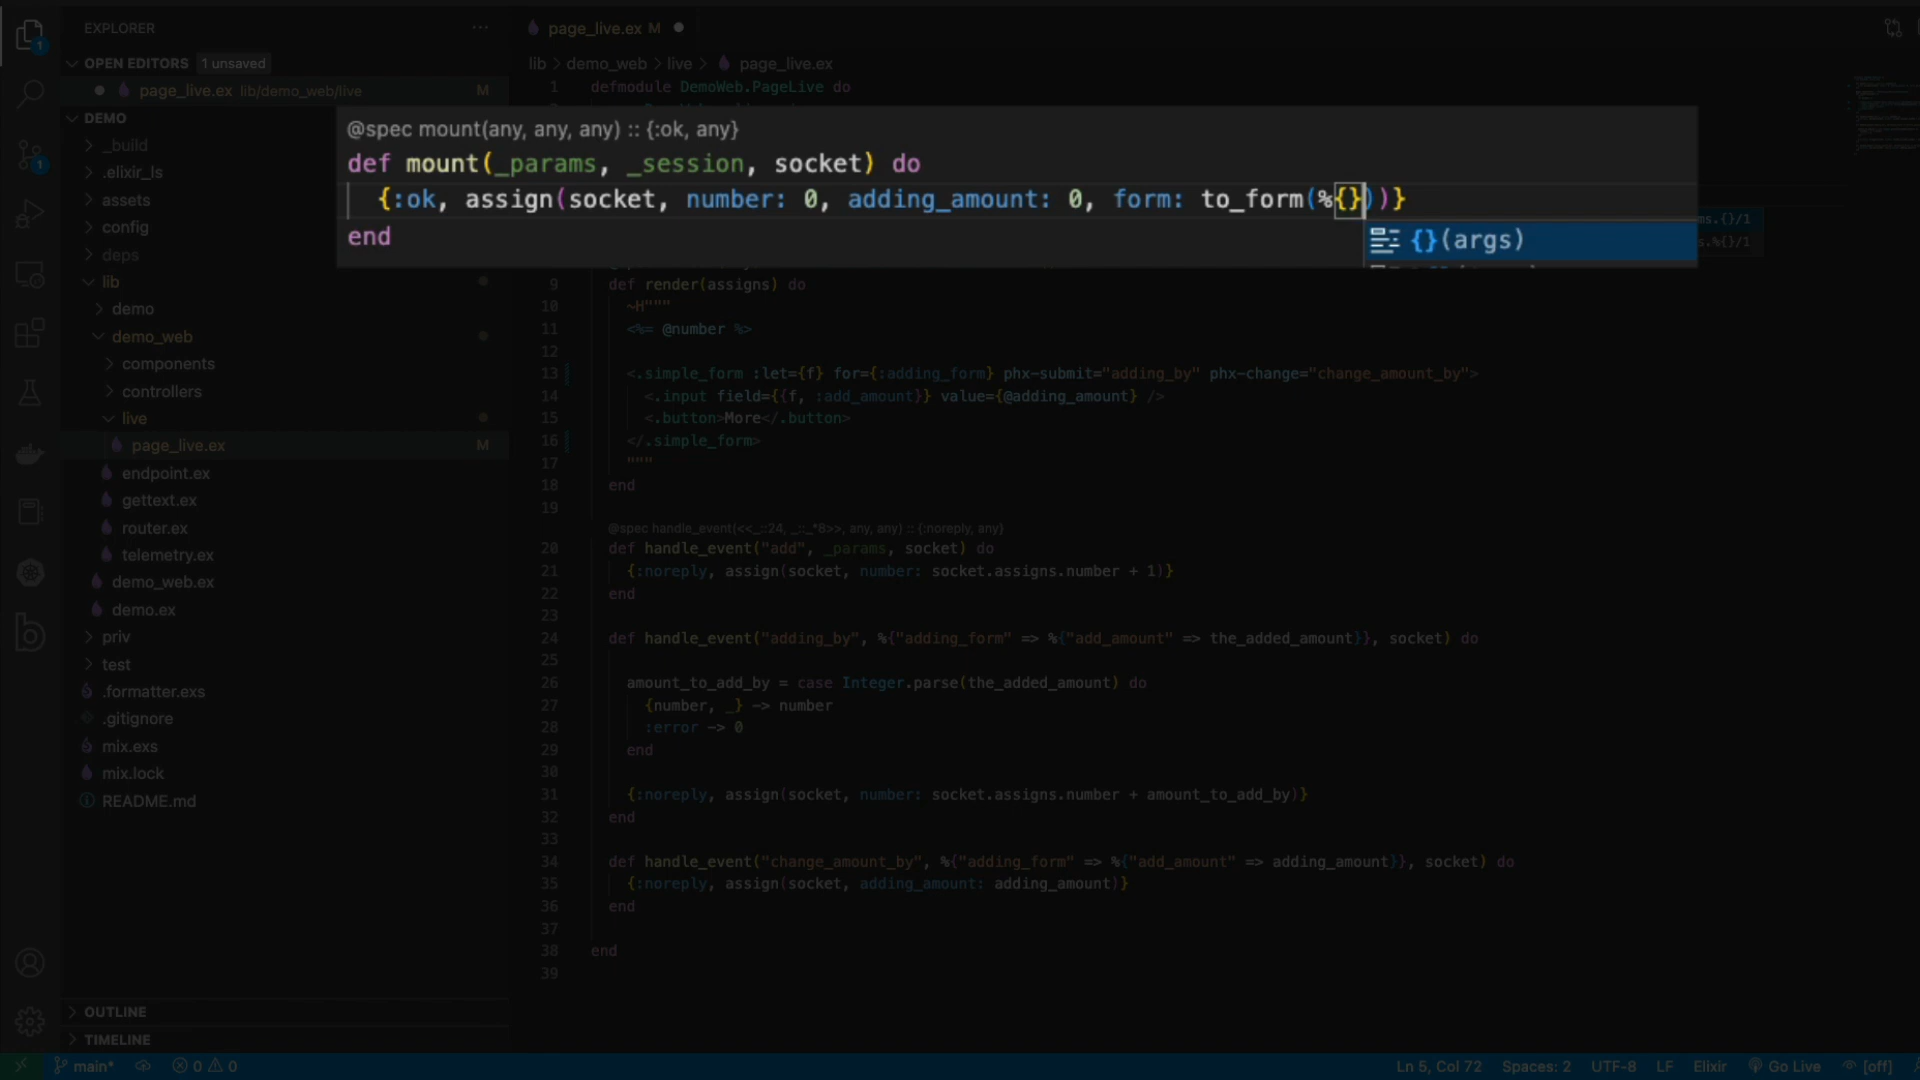 EXPLORER
OPEN EDITORS 1 unsaved
page_live.ex lib/demo_web/live M
DEMO
_build
.elixir_ls
assets
config
deps
lib
demo
demo_web
components
controllers
live
page_live.ex M
endpoint.ex
gettext.ex
router.ex
telemetry.ex
demo_web.ex
demo.ex
priv
test
.formatter.exs
.gitignore
mix.exs
mix.lock
README.md
OUTLINE
TIMELINE
1
1
page_live.ex M
lib > demo_web > live > page_live.ex
1 defmodule DemoWeb.PageLive do
@spec mount(any, any, any) :: {:ok, any}
def mount(_params, _session, socket) do
{:ok, assign(socket, number: 0, adding_amount: 0, form: to_form(%{}))}
end
{}(args)
s.{}/1
s.%{}/1
9 def render(assigns) do
10 ~H"""
11 <%= @number %>
12
13 <.simple_form :let={f} for={:adding_form} phx-submit="adding_by" phx-change="change_amount_by">
14 <.input field={{f, :add_amount}} value={@adding_amount} />
15 <.button>More</.button>
16 </.simple_form>
17 """
18 end
19
@spec handle_event(<<_::24, _::_*8>>, any, any) :: {:noreply, any}
20 def handle_event("add", _params, socket) do
21 {:noreply, assign(socket, number: socket.assigns.number + 1)}
22 end
23
24 def handle_event("adding_by", %{"adding_form" => %{"add_amount" => the_added_amount}}, socket) do
25
26 amount_to_add_by = case Integer.parse(the_added_amount) do
27 {number, _} -> number
28 :error -> 0
29 end
30
31 {:noreply, assign(socket, number: socket.assigns.number + amount_to_add_by)}
32 end
33
34 def handle_event("change_amount_by", %{"adding_form" => %{"add_amount" => adding_amount}}, socket) do
35 {:noreply, assign(socket, adding_amount: adding_amount)}
36 end
37
38 end
39
main* 0 0 Ln 5, Col 72 Spaces: 2 UTF-8 LF Elixir Go Live [off]